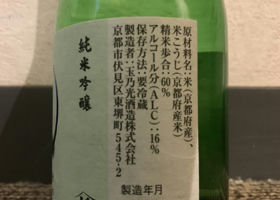 原材料名:米(京都府産)、
米こうじ(京都府産米)
精米歩合:60%
アルコール分(ALC):16%
保存方法:要冷蔵
製造者:玉乃光酒造株式会社
京都市伏見区東堺町545-2
純米吟醸
製造年月